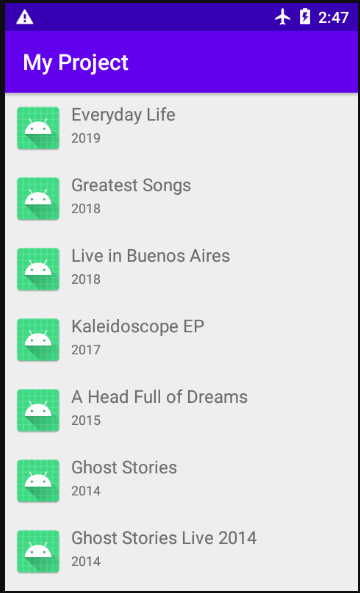 2:47
My Project
Everyday Life
2019
Greatest Songs
2018
Live in Buenos Aires
2018
Kaleidoscope EP
2017
A Head Full of Dreams
2015
Ghost Stories
2014
Ghost Stories Live 2014
2014